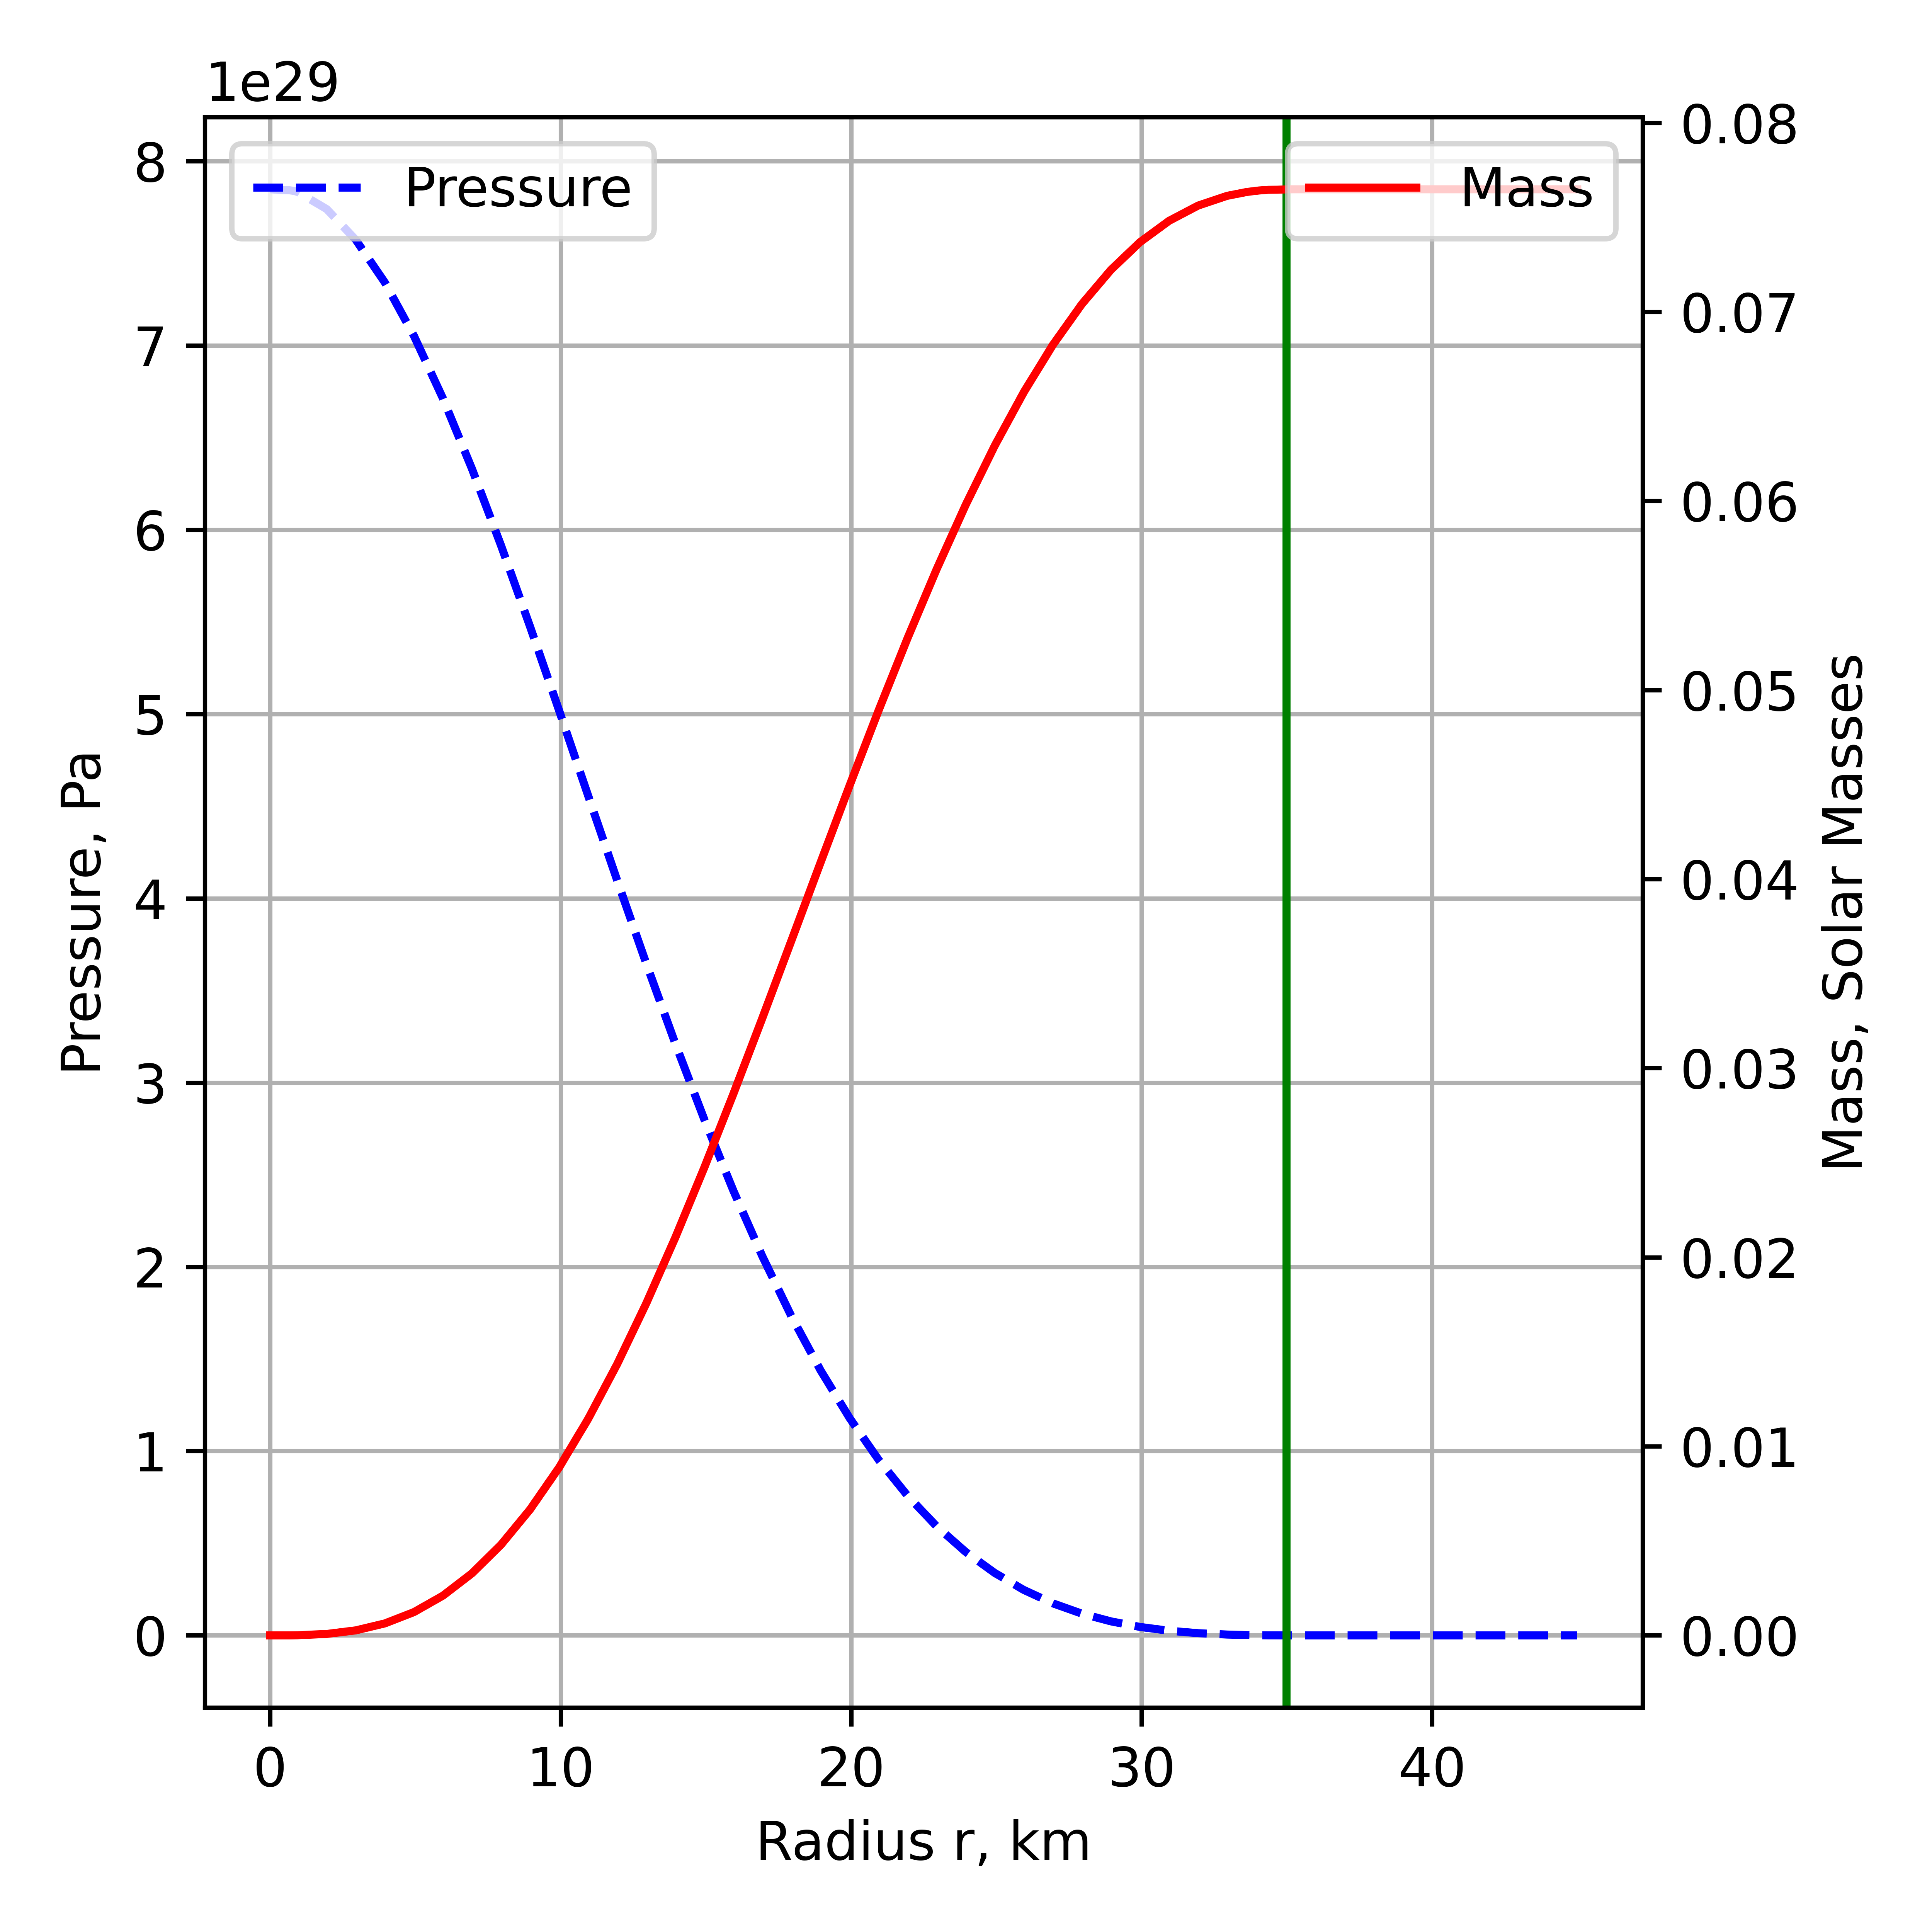 1e29
8
7
6
5
4
3
2
1
0
Pressure, Pa
Pressure
Mass
0.08
0.07
0.06
0.05
0.04
0.03
0.02
0.01
0.00
Mass, Solar Masses
0 10 20 30 40
Radius r, km